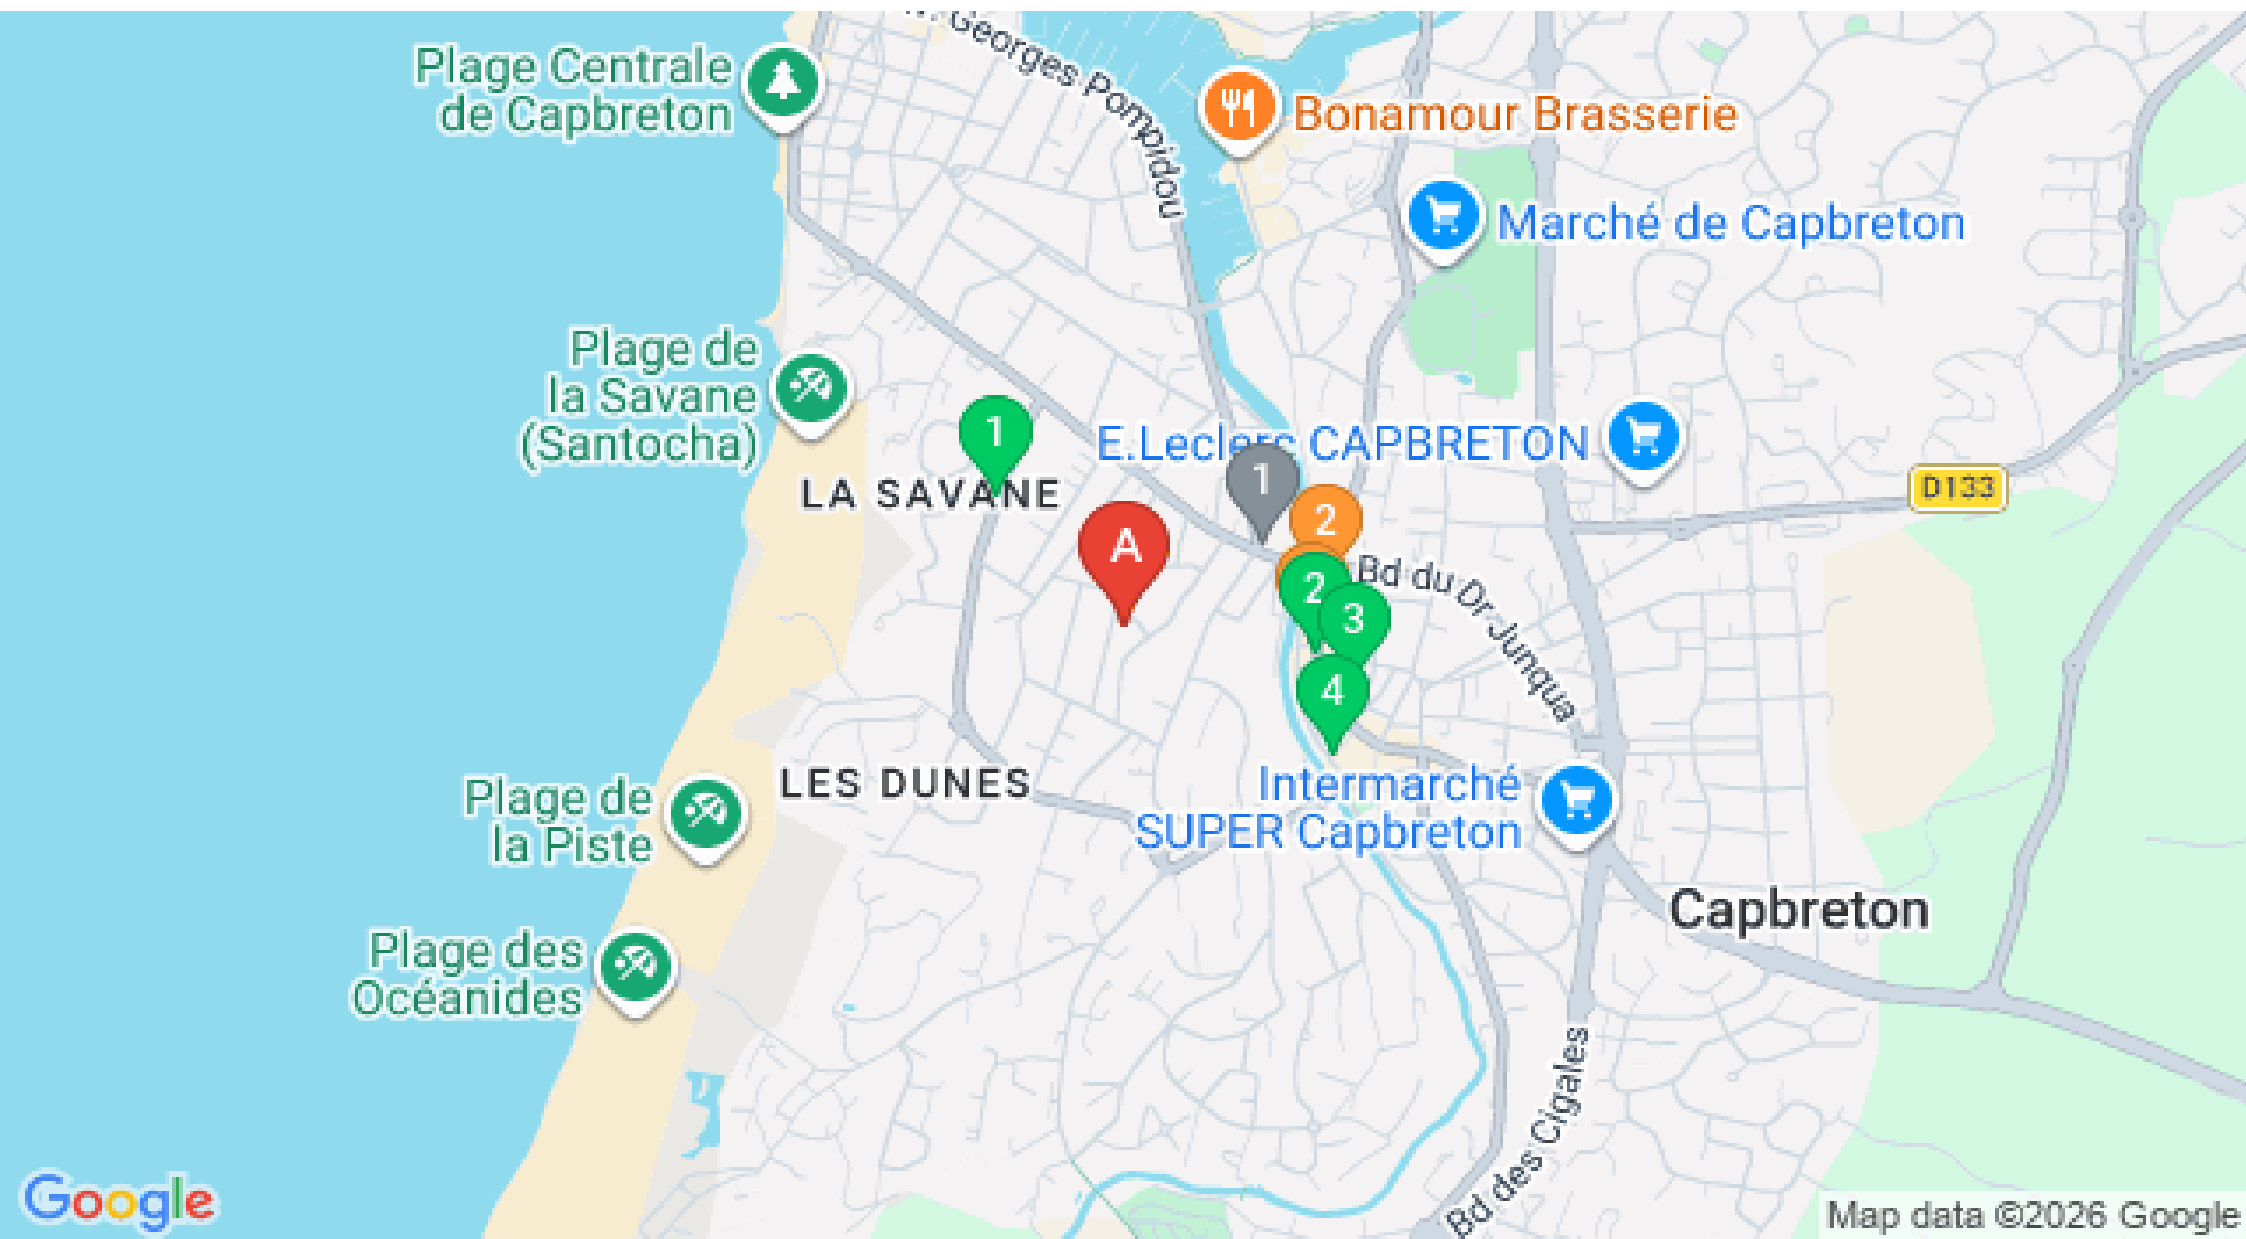 Georges Pompidou
Plage Centrale
de Capbreton
Bonamour Brasserie
Marché de Capbreton
Plage de
la Savane
(Santocha)
1
E.Leclerc CAPBRETON
1
LA SAVANE
D133
2
A
Bd du Dr Junqua
2
3
4
LES DUNES
Intermarché
SUPER Capbreton
Plage de
la Piste
Capbreton
Plage des
Océanides
Bd des Cigales
Google
Map data ©2026 Google